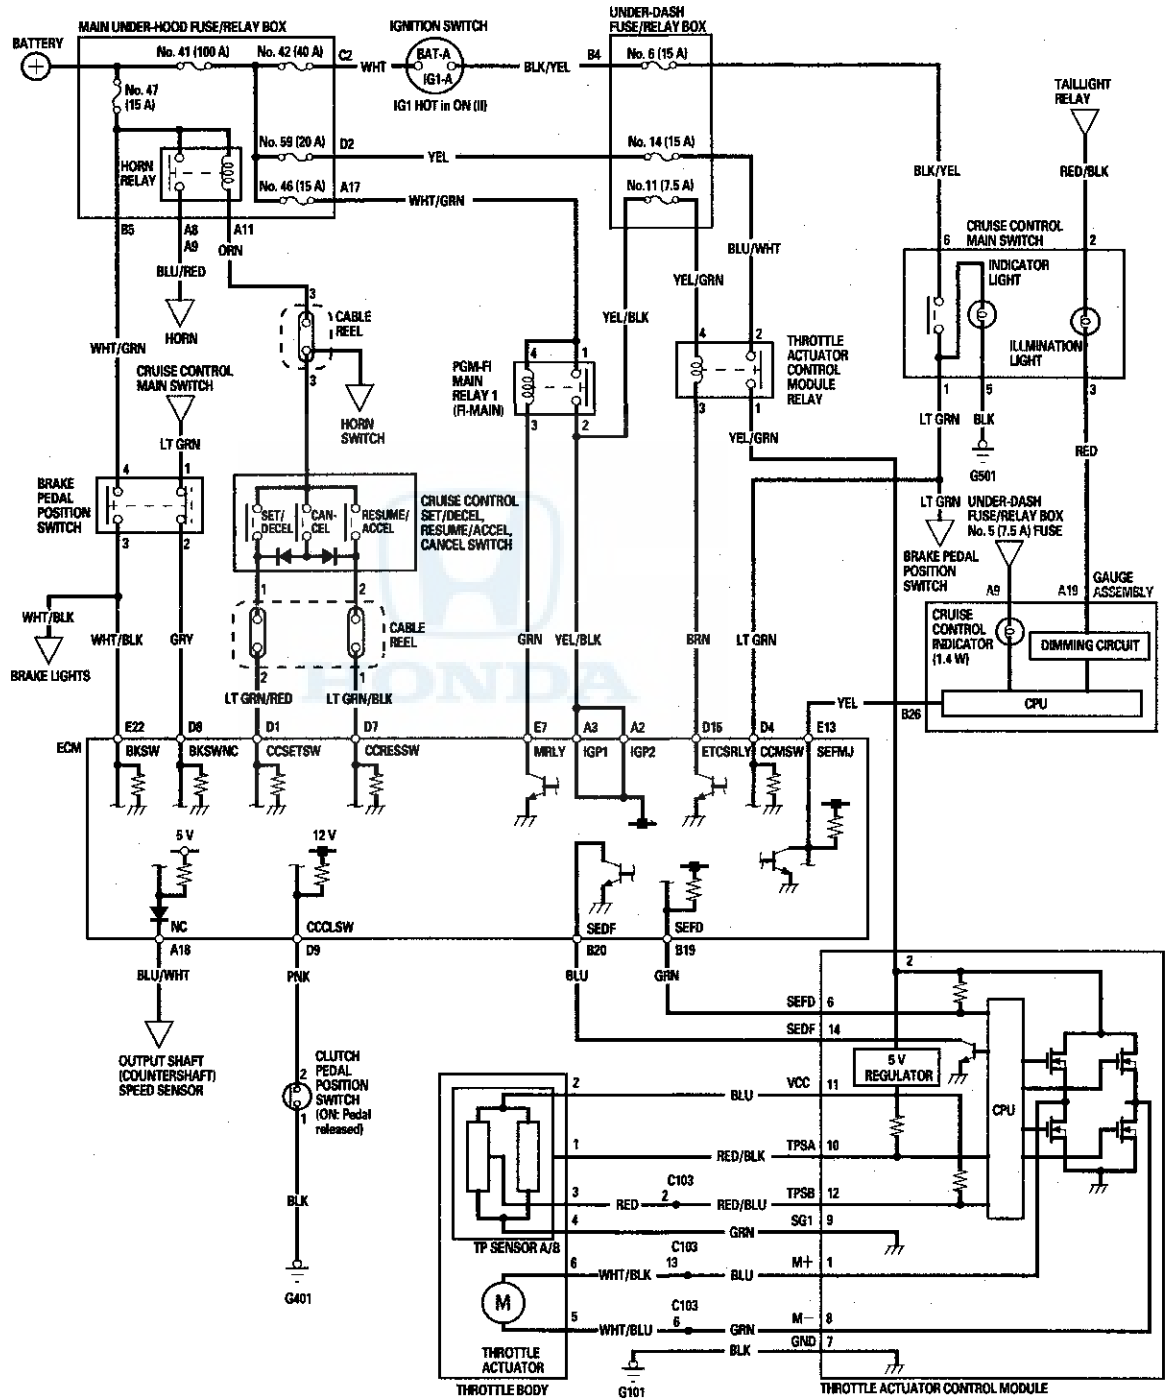 MAIN UNDER-HOOD FUSE/RELAY BOX
IGNITION SWITCH
UNDER-DASH
FUSE/RELAY BOX
BATTERY
No. 41 (100 A)
No. 42 (40 A)
C2
WHT
BAT-A
IG1-A
BLK/YEL
B4
No. 6 (15 A)
No. 47
(15 A)
IG1 HOT in ON (II)
TAILLIGHT
RELAY
No. 59 (20 A)
D2
YEL
No. 14 (15 A)
HORN
RELAY
BLK/YEL
RED/BLK
No. 46 (15 A)
A17
WHT/GRN
No.11 (7.5 A)
B5
A8
A9
A11
ORN
BLU/RED
BLU/WHT
YEL/GRN
6
CRUISE CONTROL
MAIN SWITCH
2
INDICATOR
LIGHT
3
CABLE
REEL
YEL/BLK
HORN
WHT/GRN
CRUISE CONTROL
MAIN SWITCH
3
4
1
PGM-FI
MAIN
RELAY 1
(FI-MAIN)
3
2
4
2
THROTTLE
ACTUATOR
CONTROL
MODULE
RELAY
3
1
ILLMINATION
LIGHT
1
5
3
LT GRN
BLK
HORN
SWITCH
LT GRN
YEL/GRN
RED
G501
BRAKE
PEDAL
POSITION
SWITCH
4
1
3
2
SET/
DECEL
CAN-
CEL
RESUME/
ACCEL
CRUISE CONTROL
SET/DECEL,
RESUME/ACCEL,
CANCEL SWITCH
LT GRN
UNDER-DASH
FUSE/RELAY BOX
No. 5 (7.5 A) FUSE
BRAKE PEDAL
POSITION
SWITCH
A9
A19
GAUGE
ASSEMBLY
1
2
WHT/BLK
BRAKE LIGHTS
WHT/BLK
GRY
CABLE
REEL
GRN
YEL/BLK
BRN
LT GRN
CRUISE
CONTROL
INDICATOR
(1.4 W)
DIMMING CIRCUIT
HONDA
2
1
LT GRN/RED
LT GRN/BLK
YEL
B26
CPU
ECM
E22
D8
D1
D7
E7
A3
A2
D15
D4
E13
BKSW
BKSWNC
CCSETSW
CCRESSW
MRLY
IGP1
IGP2
ETCSRLY
CCMSW
SEFMJ
5 V
12 V
NC
CCCLSW
SEDF
SEFD
A18
D9
B20
B19
BLU/WHT
PNK
BLU
GRN
2
SEFD 6
SEDF 14
OUTPUT SHAFT
(COUNTERSHAFT)
SPEED SENSOR
2
CLUTCH
PEDAL
POSITION
SWITCH
(ON: Pedal
released)
1
5 V
REGULATOR
CPU
2
BLU
VCC
11
1
RED/BLK
TPSA
10
BLK
3
RED
C103
2
RED/BLU
TPSB
12
4
GRN
SG1
9
TP SENSOR A/B
6
WHT/BLK
C103
13
BLU
M+
1
G401
M
5
WHT/BLU
C103
6
GRN
M−
8
THROTTLE
ACTUATOR
BLK
GND
7
THROTTLE BODY
G101
THROTTLE ACTUATOR CONTROL MODULE